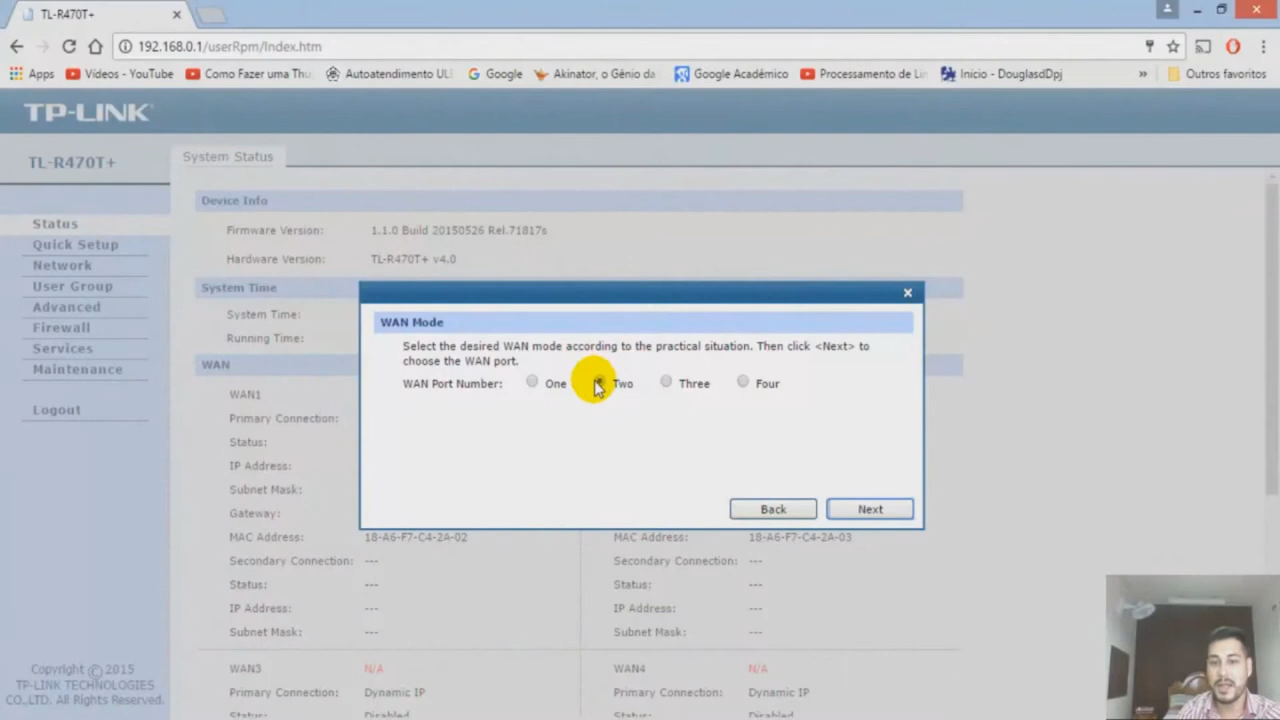 TL-R470T+
192.168.0.1/userRpm/Index.htm
Apps Vídeos - YouTube Como Fazer uma Thu Autoatendimento UL Google Akinator, o Gênio da Google Acadêmico Processamento de Lin Início - DouglasdDpj » Outros favoritos
TP-LINK
TL-R470T+
System Status
Status
Quick Setup
Network
User Group
Advanced
Firewall
Services
Maintenance
Logout
Copyright © 2015
TP-LINK TECHNOLOGIES
CO.,LTD. All Rights Reserved.
Device Info
Firmware Version: 1.1.0 Build 20150526 Rel.71817s
Hardware Version: TL-R470T+ v4.0
System Time
System Time:
Running Time:
WAN
WAN1
Primary Connection:
Status:
IP Address:
Subnet Mask:
Gateway:
WAN Mode
Select the desired WAN mode according to the practical situation. Then click <Next> to
choose the WAN port.
WAN Port Number: One Two Three Four
Back Next
MAC Address: 18-A6-F7-C4-2A-02 MAC Address: 18-A6-F7-C4-2A-03
Secondary Connection: --- Secondary Connection: ---
Status: --- Status: ---
IP Address: --- IP Address: ---
Subnet Mask: --- Subnet Mask: ---
WAN3 N/A WAN4 N/A
Primary Connection: Dynamic IP Primary Connection: Dynamic IP
Status: Disabled Status: Disabled